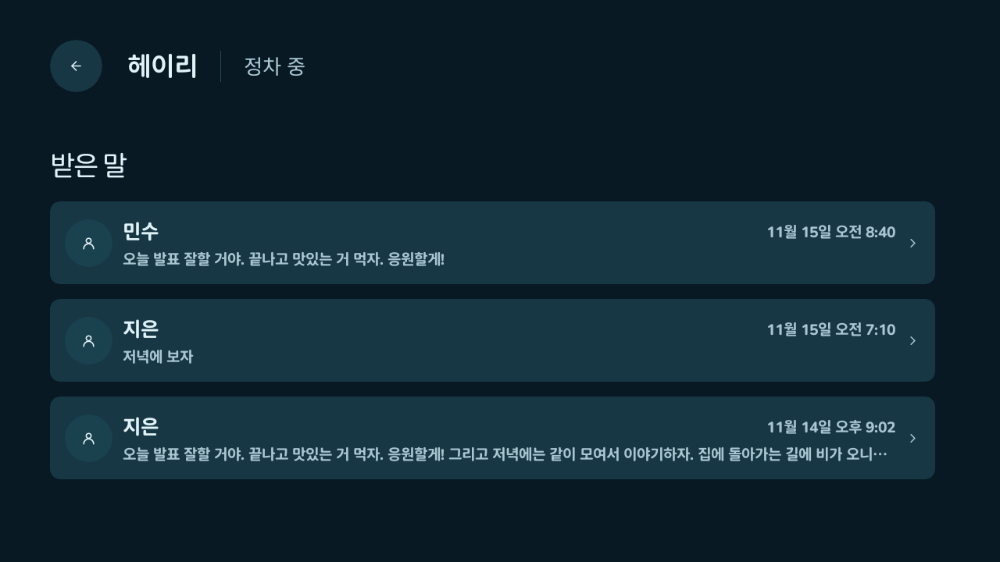 헤이리
정차 중
받은 말
민수
11월 15일 오전 8:40
오늘 발표 잘할 거야. 끝나고 맛있는 거 먹자. 응원할게!
지은
11월 15일 오전 7:10
저녁에 보자
지은
11월 14일 오후 9:02
오늘 발표 잘할 거야. 끝나고 맛있는 거 먹자. 응원할게! 그리고 저녁에는 같이 모여서 이야기하자. 집에 돌아가는 길에 비가 오니…